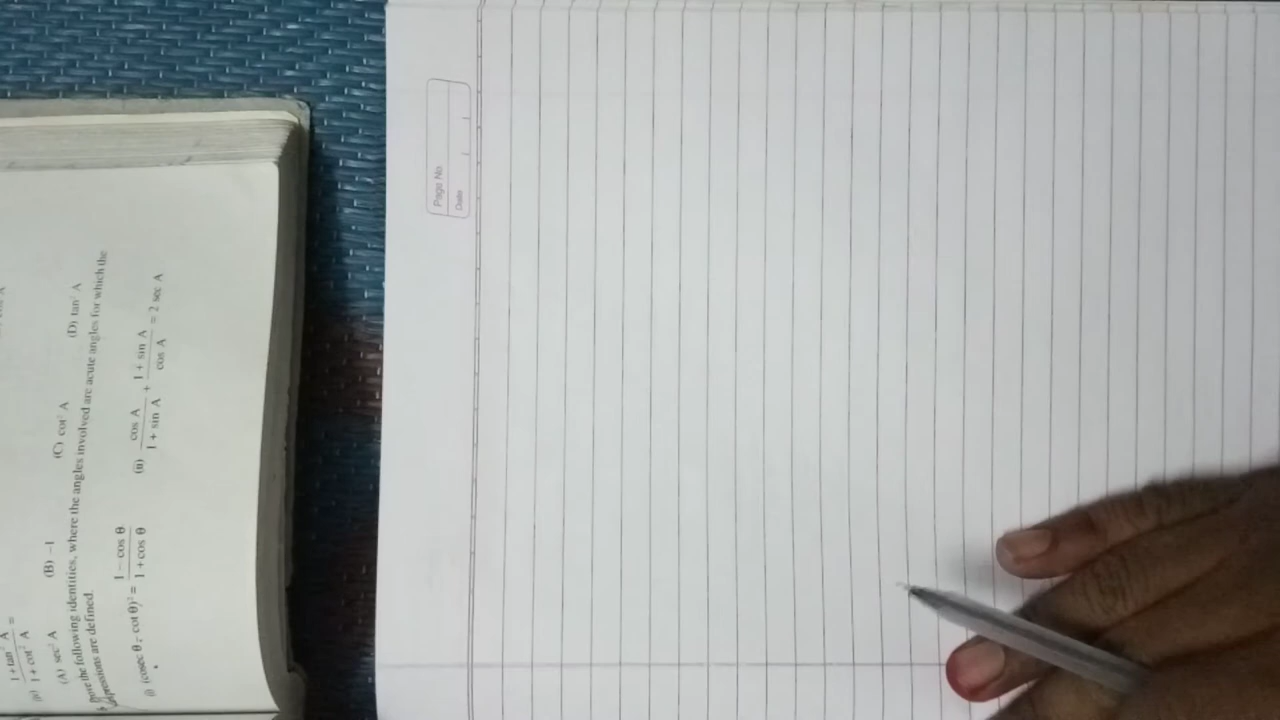 1+tan² A
(iv) 1+cot² A =
(A) sec² A (B) –1 (C) cot² A (D) tan² A
the following identities, where the angles involved are acute angles for which the
expressions are defined.
(i) (cosec θ – cot θ)² = 1 – cos θ / 1 + cos θ (ii) cos A / 1 + sin A + 1 + sin A / cos A = 2 sec A
Page No
Date